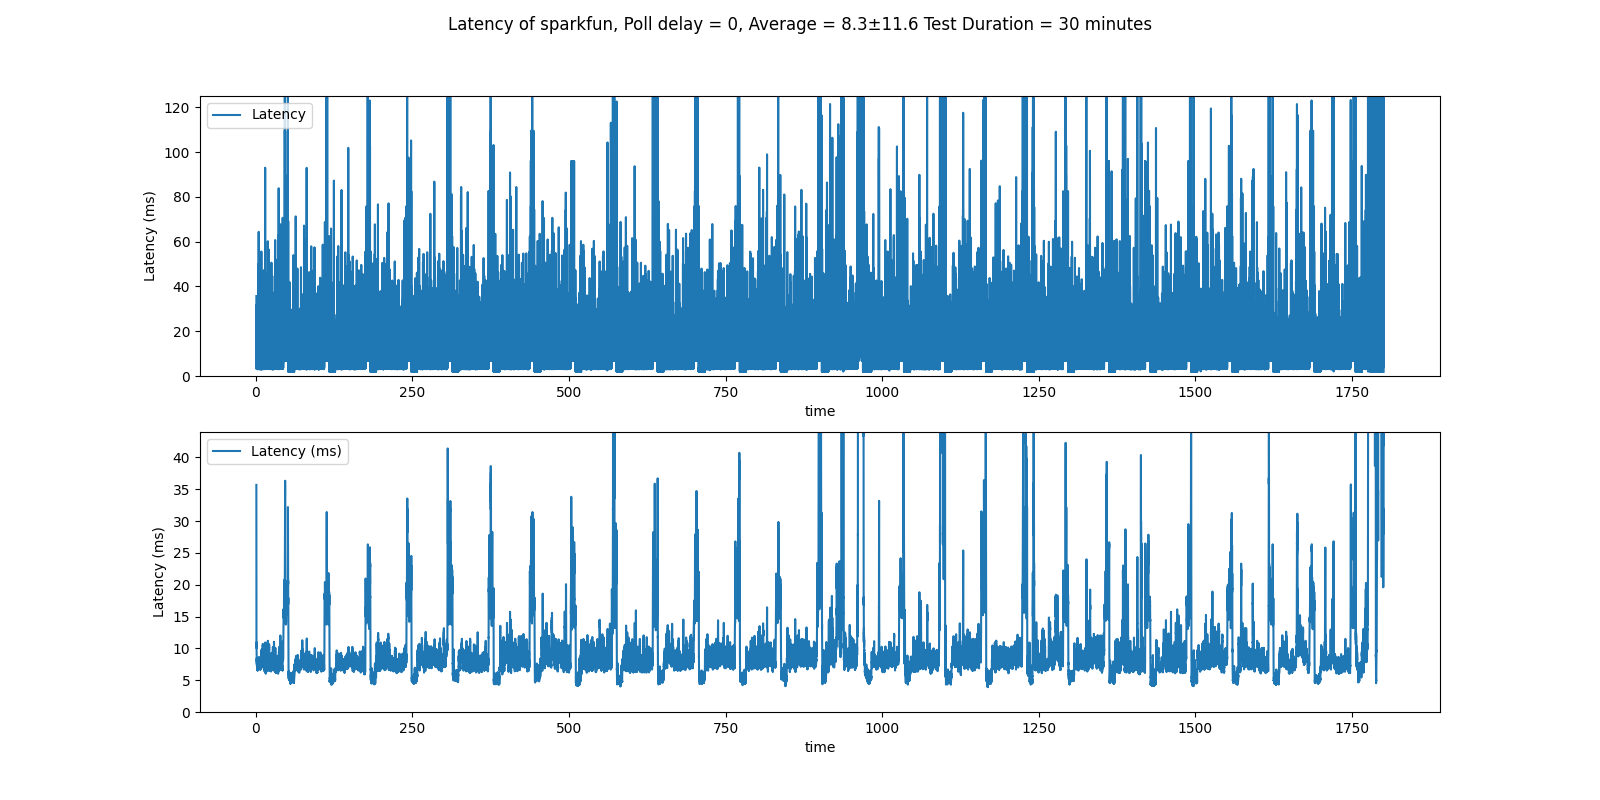 Latency of sparkfun, Poll delay = 0, Average = 8.3±11.6 Test Duration = 30 minutes
Latency
Latency (ms)
120
100
80
60
40
20
0
0 250 500 750 1000 1250 1500 1750
time
Latency (ms)
Latency (ms)
40
35
30
25
20
15
10
5
0
0 250 500 750 1000 1250 1500 1750
time